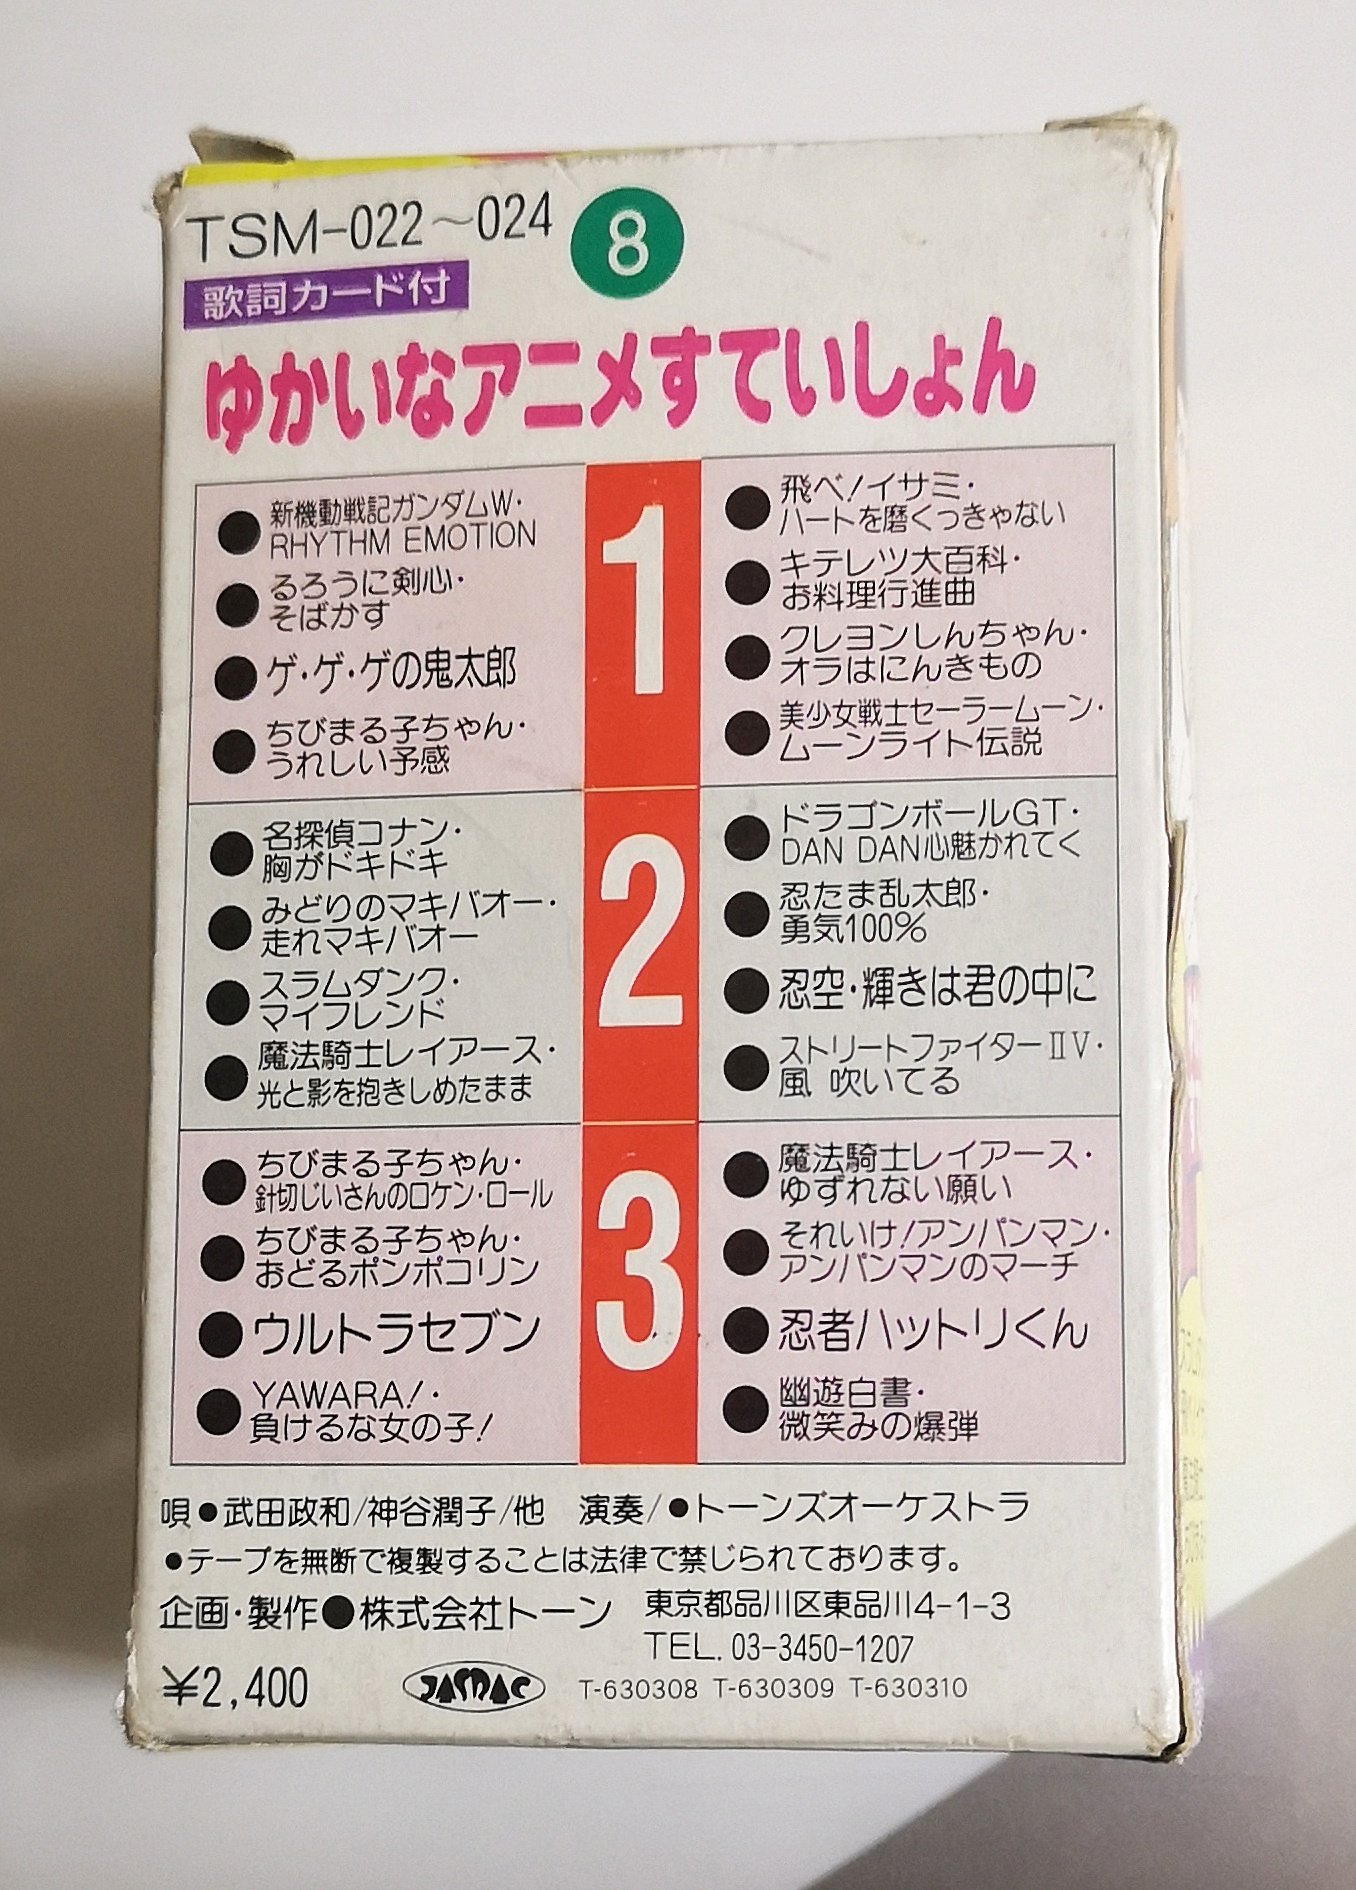 TSM-022～024
8
歌詞カード付
ゆかいなアニメすていしょん
1
●新機動戦記ガンダムW・
RHYTHM EMOTION
●るろうに剣心・
そばかす
●ゲ・ゲ・ゲの鬼太郎
●ちびまる子ちゃん・
うれしい予感
●飛べ!イサミ・
ハートを磨くっきゃない
●キテレツ大百科・
お料理行進曲
●クレヨンしんちゃん・
オラはにんきもの
●美少女戦士セーラームーン・
ムーンライト伝説
2
●名探偵コナン・
胸がドキドキ
●みどりのマキバオー・
走れマキバオー
●スラムダンク・
マイフレンド
●魔法騎士レイアース・
光と影を抱きしめたまま
●ドラゴンボールGT・
DAN DAN心魅かれてく
●忍たま乱太郎・
勇気100%
●忍空・輝きは君の中に
●ストリートファイターⅡV・
風 吹いてる
3
●ちびまる子ちゃん・
針切じいさんのロケン・ロール
●ちびまる子ちゃん・
おどるポンポコリン
●ウルトラセブン
●YAWARA!・
負けるな女の子!
●魔法騎士レイアース・
ゆずれない願い
●それいけ!アンパンマン・
アンパンマンのマーチ
●忍者ハットリくん
●幽遊白書・
微笑みの爆弾
唄●武田政和/神谷潤子/他 演奏/●トーンズオーケストラ
●テープを無断で複製することは法律で禁じられております。
企画・製作●株式会社トーン
東京都品川区東品川4-1-3
TEL. 03-3450-1207
¥2,400
JASRAC
T-630308 T-630309 T-630310